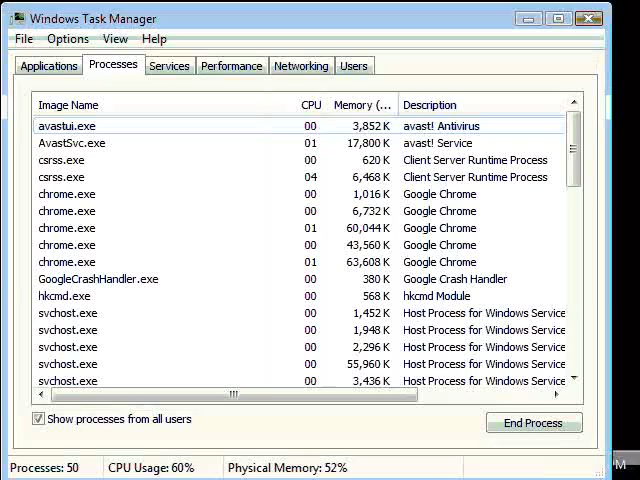 Windows Task Manager
File Options View Help
Applications Processes Services Performance Networking Users
Image Name CPU Memory (... Description
avastui.exe 00 3,852 K avast! Antivirus
AvastSvc.exe 01 17,800 K avast! Service
csrss.exe 00 620 K Client Server Runtime Process
csrss.exe 04 6,468 K Client Server Runtime Process
chrome.exe 00 1,016 K Google Chrome
chrome.exe 00 6,732 K Google Chrome
chrome.exe 01 60,044 K Google Chrome
chrome.exe 00 43,560 K Google Chrome
chrome.exe 01 63,608 K Google Chrome
GoogleCrashHandler.exe 00 380 K Google Crash Handler
hkcmd.exe 00 568 K hkcmd Module
svchost.exe 00 1,452 K Host Process for Windows Service
svchost.exe 00 1,948 K Host Process for Windows Service
svchost.exe 00 2,296 K Host Process for Windows Service
svchost.exe 00 55,960 K Host Process for Windows Service
svchost.exe 00 3,436 K Host Process for Windows Service
Show processes from all users End Process
Processes: 50 CPU Usage: 60% Physical Memory: 52%
M